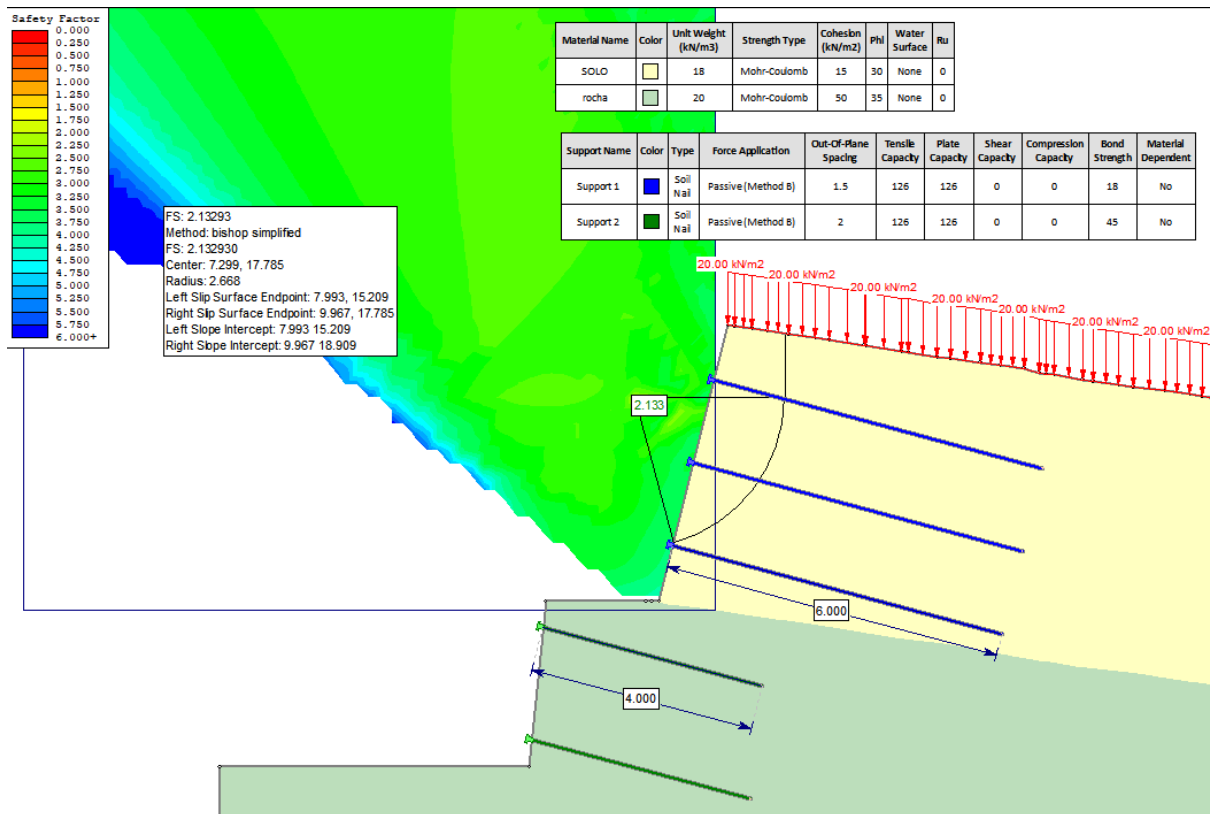 Safety Factor
0.000
0.250
0.500
0.750
1.000
1.250
1.500
1.750
2.000
2.250
2.500
2.750
3.000
3.250
3.500
3.750
4.000
4.250
4.500
4.750
5.000
5.250
5.500
5.750
6.000+
Material Name Color Unit Weight (kN/m3) Strength Type Cohesion (kN/m2) Phi Water Surface Ru
SOLO 18 Mohr-Coulomb 15 30 None 0
rocha 20 Mohr-Coulomb 50 35 None 0
Support Name Color Type Force Application Out-Of-Plane Spacing Tensile Capacity Plate Capacity Shear Capacity Compression Capacity Bond Strength Material Dependent
Support 1 Soil Nail Passive (Method B) 1.5 126 126 0 0 18 No
Support 2 Soil Nail Passive (Method B) 2 126 126 0 0 45 No
FS: 2.13293
Method: bishop simplified
FS: 2.132930
Center: 7.299, 17.785
Radius: 2.668
Left Slip Surface Endpoint: 7.993, 15.209
Right Slip Surface Endpoint: 9.967, 17.785
Left Slope Intercept: 7.993 15.209
Right Slope Intercept: 9.967 18.909
20.00 kN/m2
20.00 kN/m2
20.00 kN/m2
20.00 kN/m2
20.00 kN/m2
20.00 kN/m2
2.133
6.000
4.000